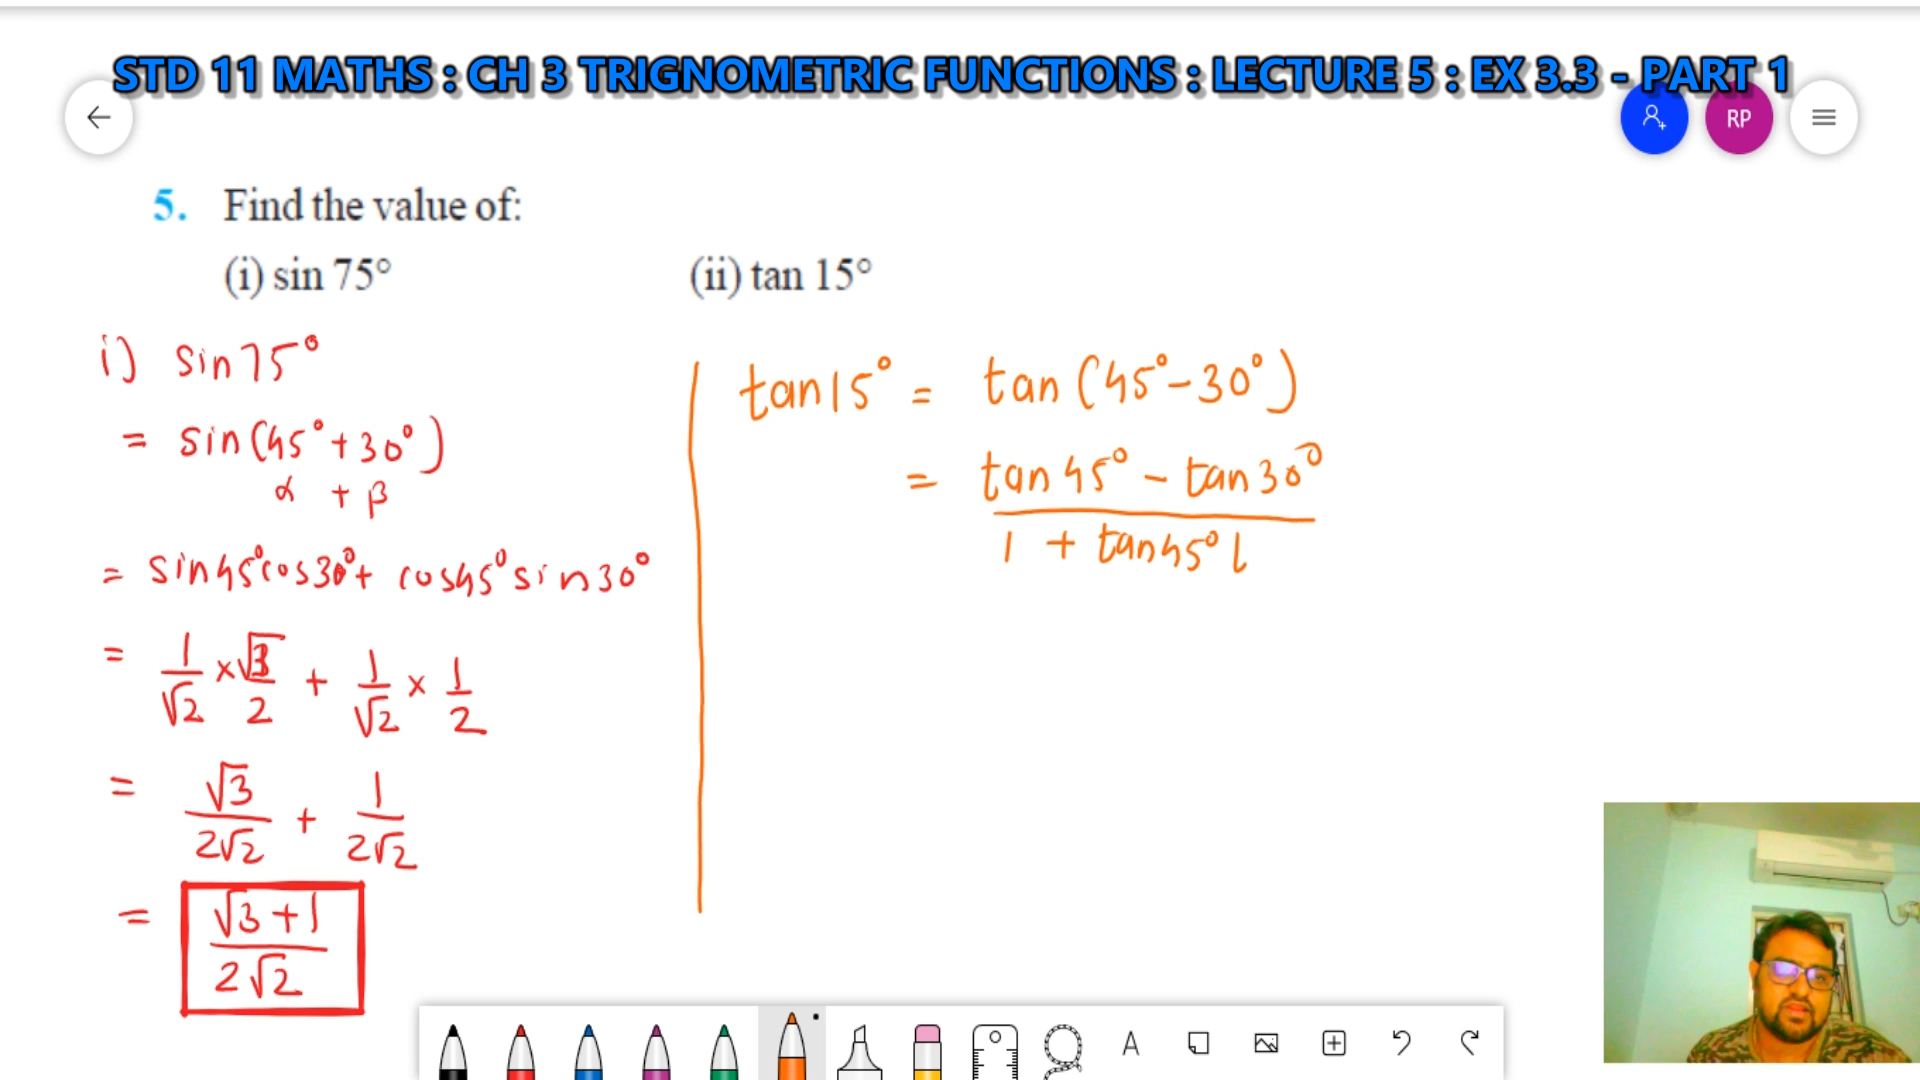 STD 11 MATHS : CH 3 TRIGNOMETRIC FUNCTIONS : LECTURE 5 : EX 3.3 - PART 1
RP
5. Find the value of:
(i) sin 75° (ii) tan 15°
i) sin75°
= sin(45°+30°)
α + β
= sin45°cos30°+ cos45°sin30°
= 1/√2 × √3/2 + 1/√2 × 1/2
= √3/2√2 + 1/2√2
= √3+1/2√2
tan15° = tan(45°-30°)
= tan45° - tan30°
1 + tan45° t
A